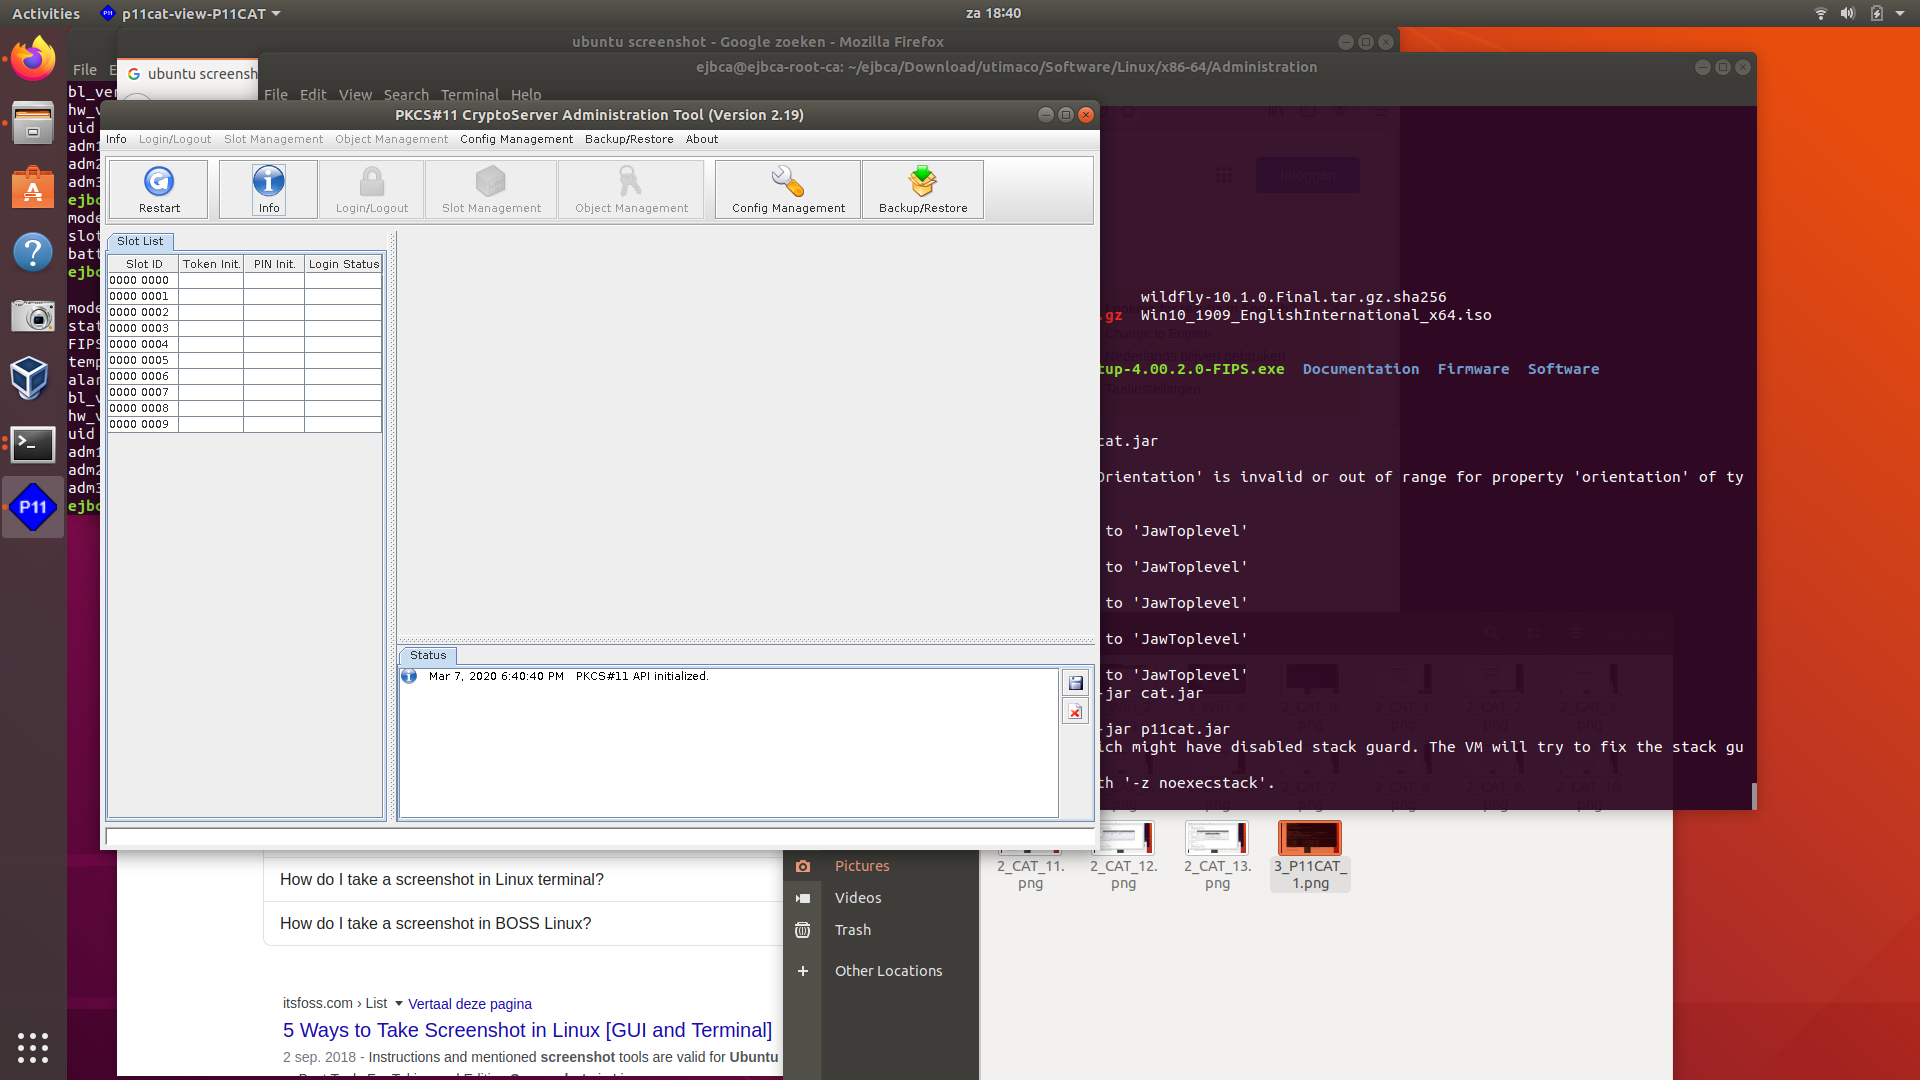 Activities
p11cat-view-P11CAT
za 18:40
ubuntu screenshot - Google zoeken - Mozilla Firefox
File E
ubuntu screensh
ejbca@ejbca-root-ca: ~/ejbca/Download/utimaco/Software/Linux/x86-64/Administration
File Edit View Search Terminal Help
bl_ver
hw_v
uid
adm1
adm2
adm3
ejbc
mode
slot
batt
ejbc
mode
stat
FIPS
temp
alar
bl_v
hw_v
uid
adm1
adm2
adm3
ejbc
PKCS#11 CryptoServer Administration Tool (Version 2.19)
Info Login/Logout Slot Management Object Management Config Management Backup/Restore About
Restart Info Login/Logout Slot Management Object Management Config Management Backup/Restore
Slot List
Slot ID Token Init. PIN Init. Login Status
0000 0000
0000 0001
0000 0002
0000 0003
0000 0004
0000 0005
0000 0006
0000 0007
0000 0008
0000 0009
Status
Mar 7, 2020 6:40:40 PM PKCS#11 API initialized.
Inloggen
wildfly-10.1.0.Final.tar.gz.sha256
.gz Win10_1909_EnglishInternational_x64.iso
Change to English
Nederlands blijven gebruiken
tup-4.00.2.0-FIPS.exe Documentation Firmware Software
Taalinstellingen
cat.jar
Orientation' is invalid or out of range for property 'orientation' of ty
to 'JawToplevel'
to 'JawToplevel'
to 'JawToplevel'
to 'JawToplevel'
to 'JawToplevel'
-jar cat.jar
-jar p11cat.jar
ich might have disabled stack guard. The VM will try to fix the stack gu
th '-z noexecstack'.
2_CAT_11.png
2_CAT_12.png
2_CAT_13.png
3_P11CAT_1.png
Pictures
Videos
Trash
Other Locations
How do I take a screenshot in Linux terminal?
How do I take a screenshot in BOSS Linux?
itsfoss.com › List Vertaal deze pagina
5 Ways to Take Screenshot in Linux [GUI and Terminal]
2 sep. 2018 - Instructions and mentioned screenshot tools are valid for Ubuntu
P11